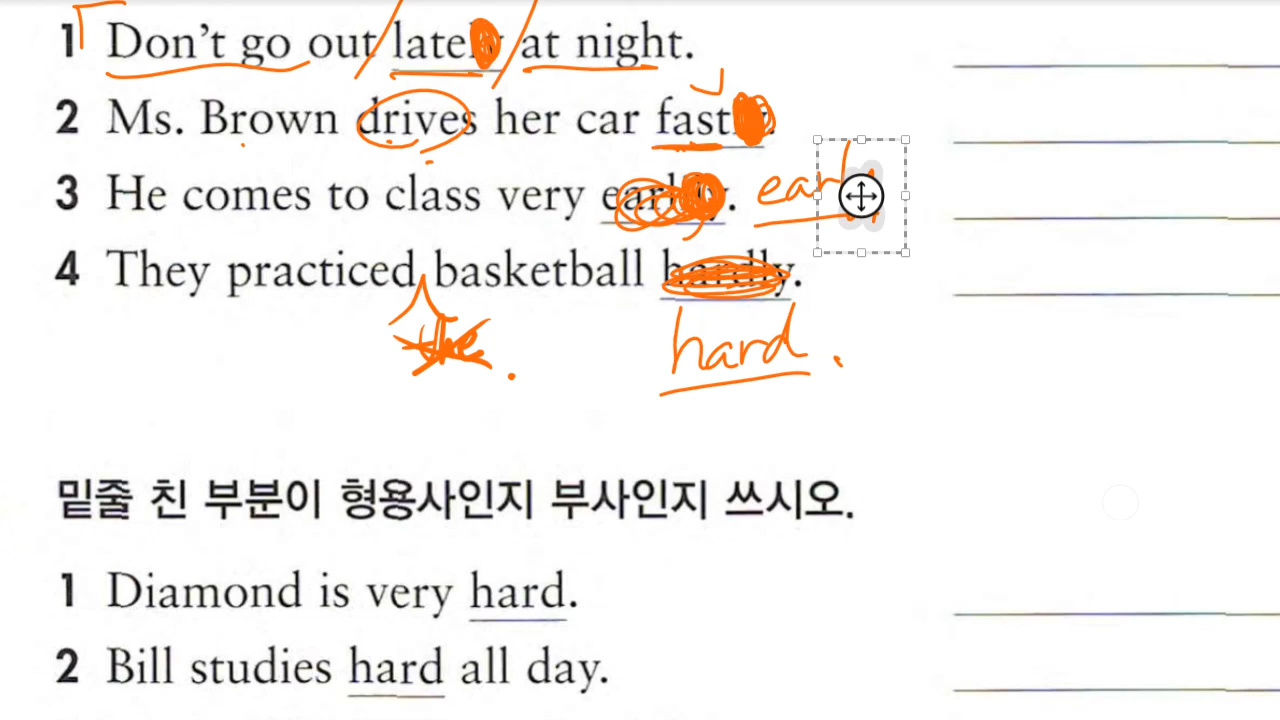 1 Don't go out lately at night.
2 Ms. Brown drives her car fastly.
3 He comes to class very . early
4 They practiced basketball hardly.
the . hard .
밑줄 친 부분이 형용사인지 부사인지 쓰시오.
1 Diamond is very hard.
2 Bill studies hard all day.